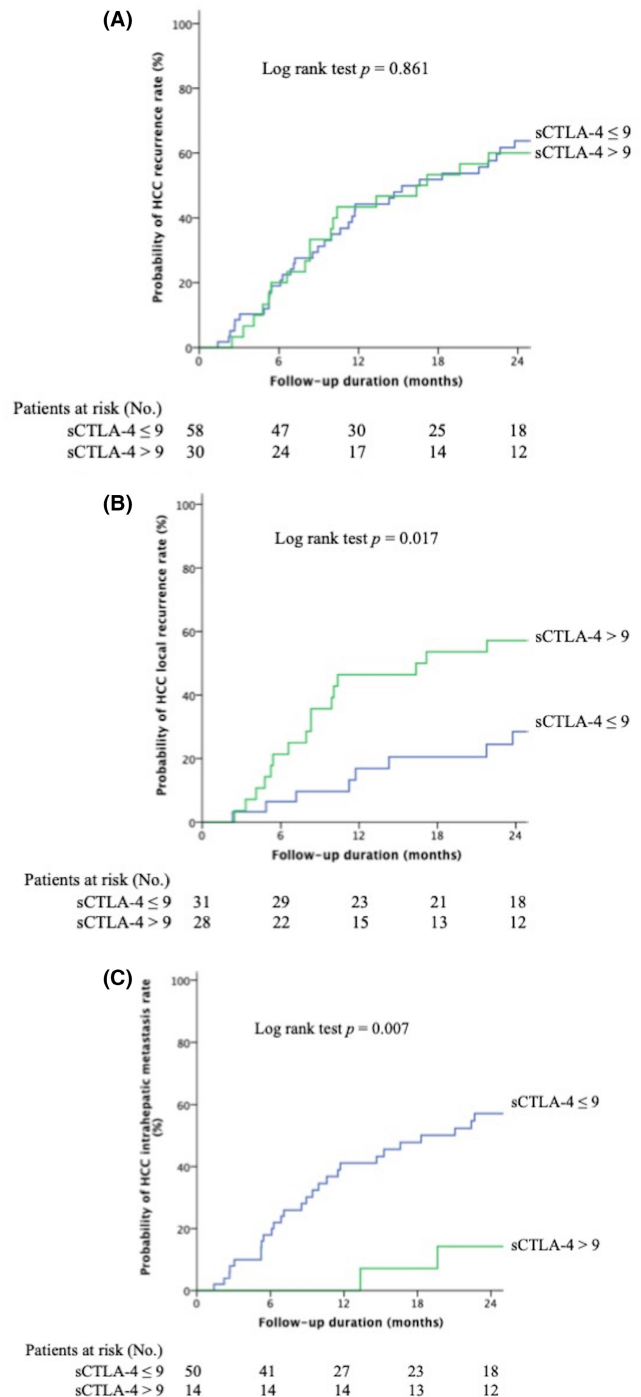 (A)
Log rank test p = 0.861
Probability of HCC recurrence rate (%)
100
80
60
40
20
0
sCTLA-4 ≤ 9
sCTLA-4 > 9
0 6 12 18 24
Follow-up duration (months)
Patients at risk (No.)
sCTLA-4 ≤ 9 58 47 30 25 18
sCTLA-4 > 9 30 24 17 14 12
(B)
Log rank test p = 0.017
Probability of HCC local recurrence rate (%)
100
80
60
40
20
0
sCTLA-4 > 9
sCTLA-4 ≤ 9
0 6 12 18 24
Follow-up duration (months)
Patients at risk (No.)
sCTLA-4 ≤ 9 31 29 23 21 18
sCTLA-4 > 9 28 22 15 13 12
(C)
Log rank test p = 0.007
Probability of HCC intrahepatic metastasis rate
(%)
100
80
60
40
20
0
sCTLA-4 ≤ 9
sCTLA-4 > 9
0 6 12 18 24
Follow-up duration (months)
Patients at risk (No.)
sCTLA-4 ≤ 9 50 41 27 23 18
sCTLA-4 > 9 14 14 14 13 12